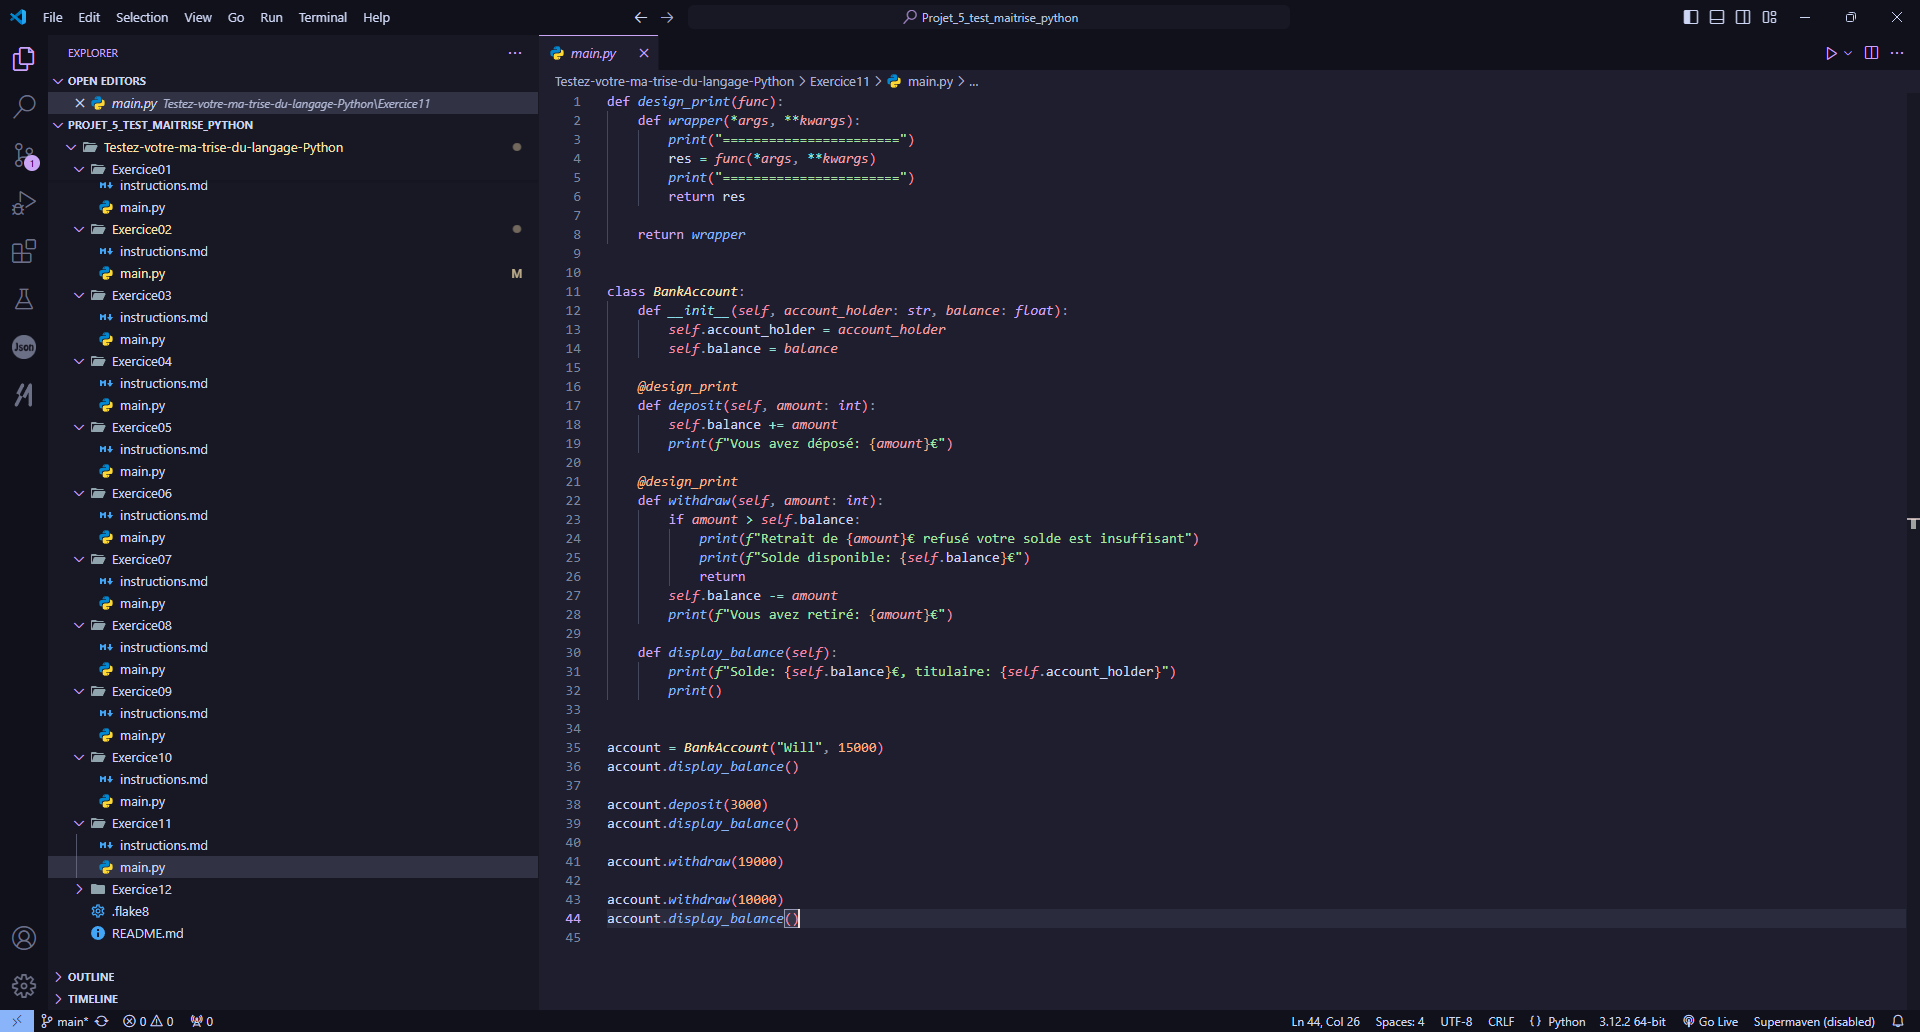 File Edit Selection View Go Run Terminal Help
Projet_5_test_maitrise_python
EXPLORER
OPEN EDITORS
main.py Testez-votre-ma-trise-du-langage-Python\Exercice11
PROJET_5_TEST_MAITRISE_PYTHON
Testez-votre-ma-trise-du-langage-Python
Exercice01
instructions.md
main.py
Exercice02
instructions.md
main.py M
Exercice03
instructions.md
main.py
Exercice04
instructions.md
main.py
Exercice05
instructions.md
main.py
Exercice06
instructions.md
main.py
Exercice07
instructions.md
main.py
Exercice08
instructions.md
main.py
Exercice09
instructions.md
main.py
Exercice10
instructions.md
main.py
Exercice11
instructions.md
main.py
Exercice12
.flake8
README.md
OUTLINE
TIMELINE
1
Json
main.py
Testez-votre-ma-trise-du-langage-Python > Exercice11 > main.py > ...
1 def design_print(func):
2     def wrapper(*args, **kwargs):
3         print("=======================")
4         res = func(*args, **kwargs)
5         print("=======================")
6         return res
7
8     return wrapper
9
10
11 class BankAccount:
12     def __init__(self, account_holder: str, balance: float):
13         self.account_holder = account_holder
14         self.balance = balance
15
16     @design_print
17     def deposit(self, amount: int):
18         self.balance += amount
19         print(f"Vous avez déposé: {amount}€")
20
21     @design_print
22     def withdraw(self, amount: int):
23         if amount > self.balance:
24             print(f"Retrait de {amount}€ refusé votre solde est insuffisant")
25             print(f"Solde disponible: {self.balance}€")
26             return
27         self.balance -= amount
28         print(f"Vous avez retiré: {amount}€")
29
30     def display_balance(self):
31         print(f"Solde: {self.balance}€, titulaire: {self.account_holder}")
32         print()
33
34
35 account = BankAccount("Will", 15000)
36 account.display_balance()
37
38 account.deposit(3000)
39 account.display_balance()
40
41 account.withdraw(19000)
42
43 account.withdraw(10000)
44 account.display_balance()
45
main* 0 0 0
Ln 44, Col 26 Spaces: 4 UTF-8 CRLF {} Python 3.12.2 64-bit Go Live Supermaven (disabled)